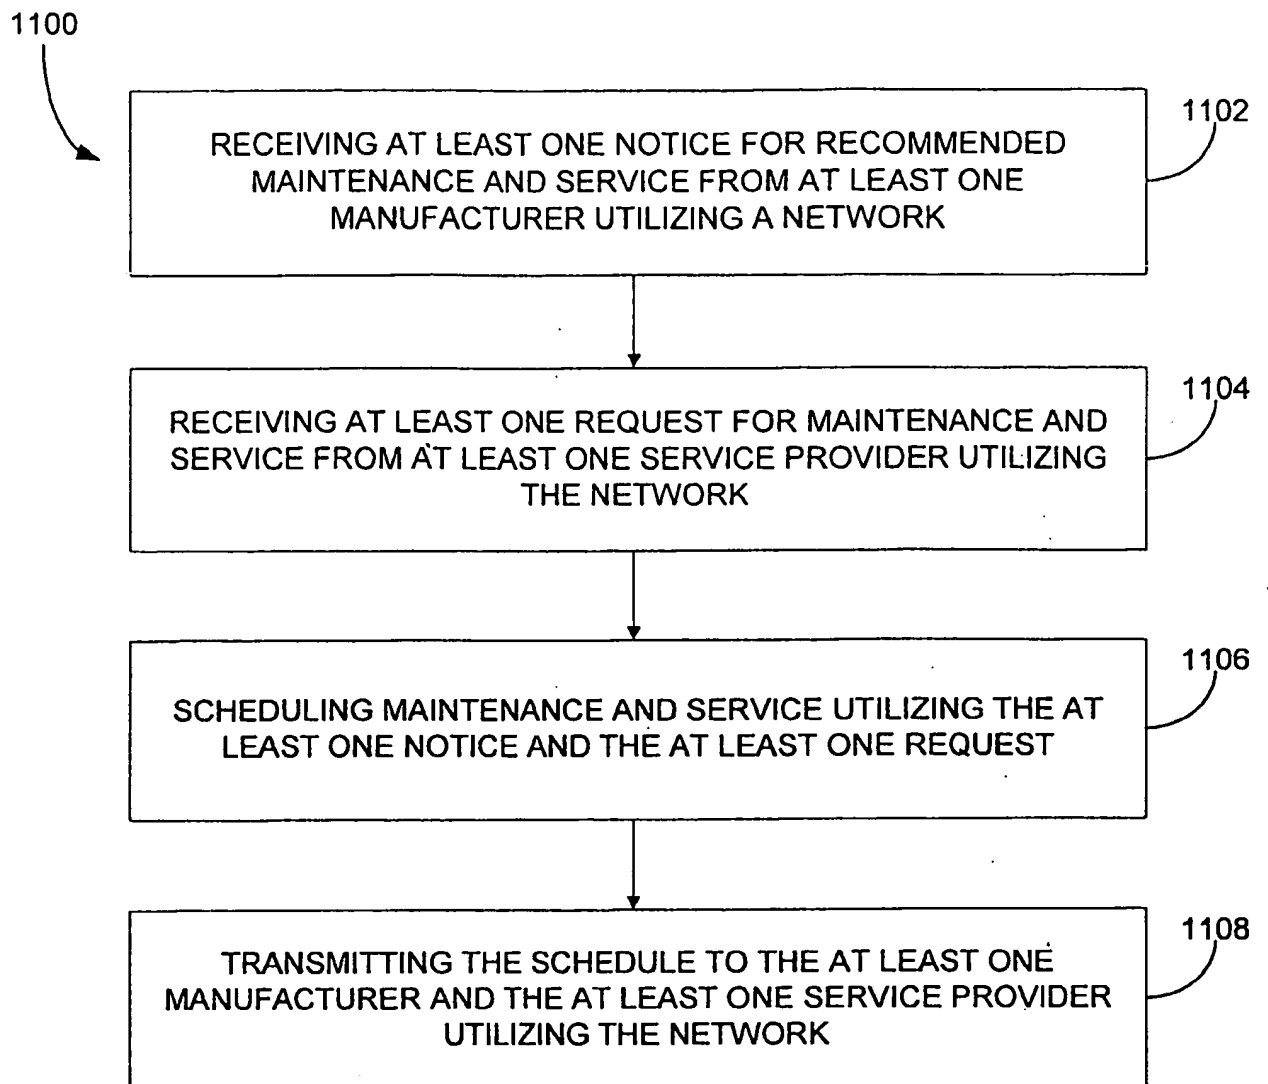 1100
1102
RECEIVING AT LEAST ONE NOTICE FOR RECOMMENDED
MAINTENANCE AND SERVICE FROM AT LEAST ONE
MANUFACTURER UTILIZING A NETWORK
1104
RECEIVING AT LEAST ONE REQUEST FOR MAINTENANCE AND
SERVICE FROM AT LEAST ONE SERVICE PROVIDER UTILIZING
THE NETWORK
1106
SCHEDULING MAINTENANCE AND SERVICE UTILIZING THE AT
LEAST ONE NOTICE AND THE AT LEAST ONE REQUEST
1108
TRANSMITTING THE SCHEDULE TO THE AT LEAST ONE
MANUFACTURER AND THE AT LEAST ONE SERVICE PROVIDER
UTILIZING THE NETWORK